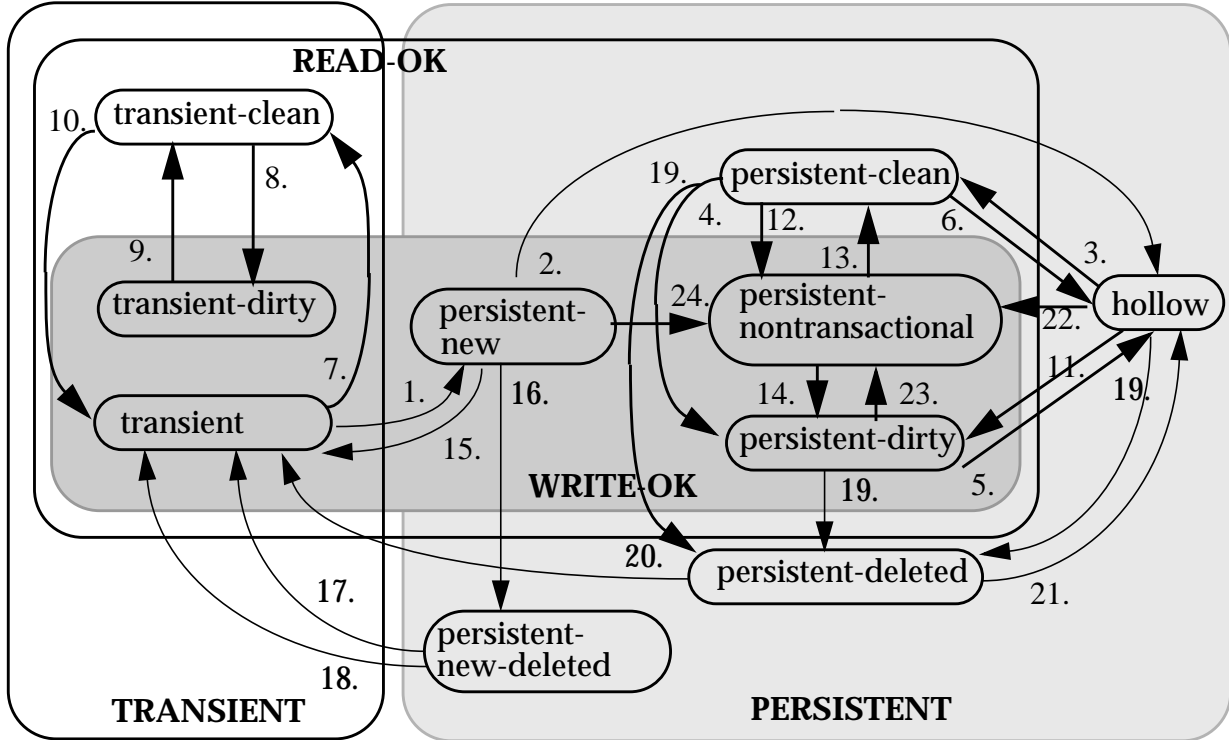 READ-OK
10.
transient-clean
8.
9.
transient-dirty
7.
transient
1.
15.
2.
persistent-
new
16.
24.
19.
4.
persistent-clean
12.
13.
6.
3.
persistent-
nontransactional
22.
hollow
14.
23.
11.
19.
persistent-dirty
5.
WRITE-OK
19.
20.
persistent-deleted
21.
17.
18.
persistent-
new-deleted
TRANSIENT
PERSISTENT